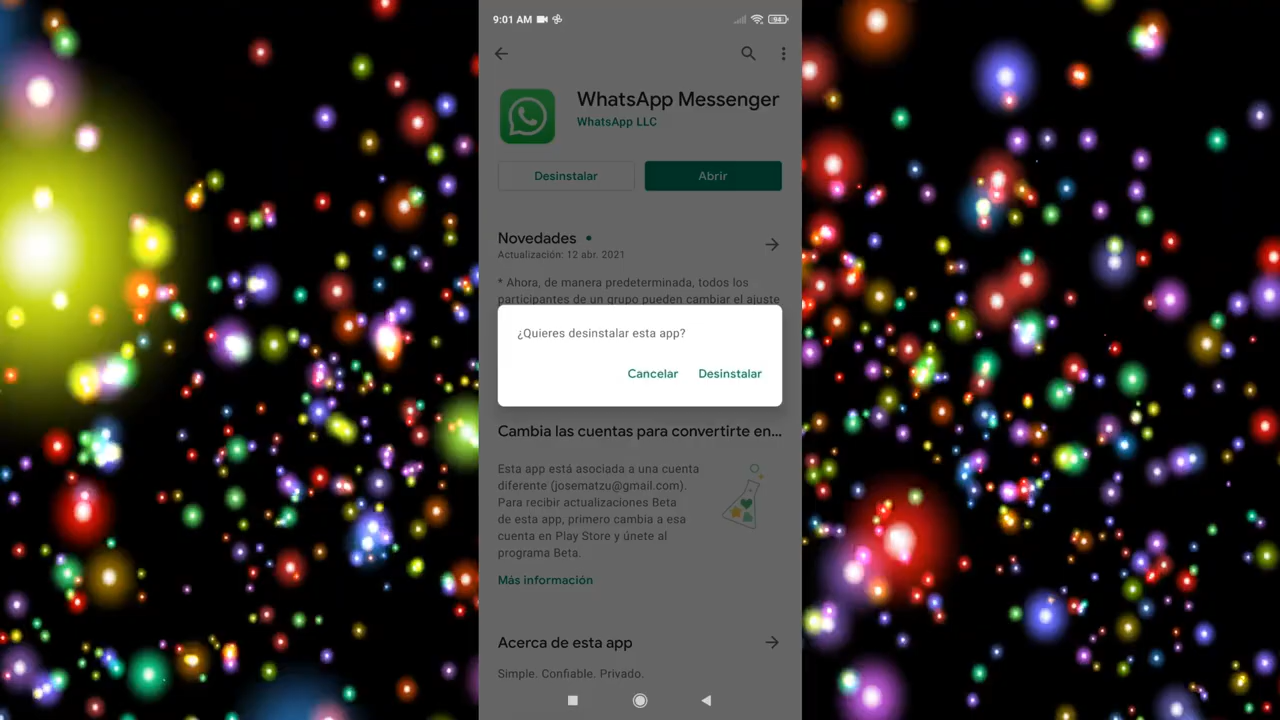 9:01 AM
94
WhatsApp Messenger
WhatsApp LLC
Desinstalar
Abrir
Novedades
Actualización: 12 abr. 2021
* Ahora, de manera predeterminada, todos los
participantes de un grupo pueden cambiar el ajuste
¿Quieres desinstalar esta app?
Cancelar
Desinstalar
Cambia las cuentas para convertirte en...
Esta app está asociada a una cuenta
diferente (josematzu@gmail.com).
Para recibir actualizaciones Beta
de esta app, primero cambia a esa
cuenta en Play Store y únete al
programa Beta.
Más información
Acerca de esta app
Simple. Confiable. Privado.